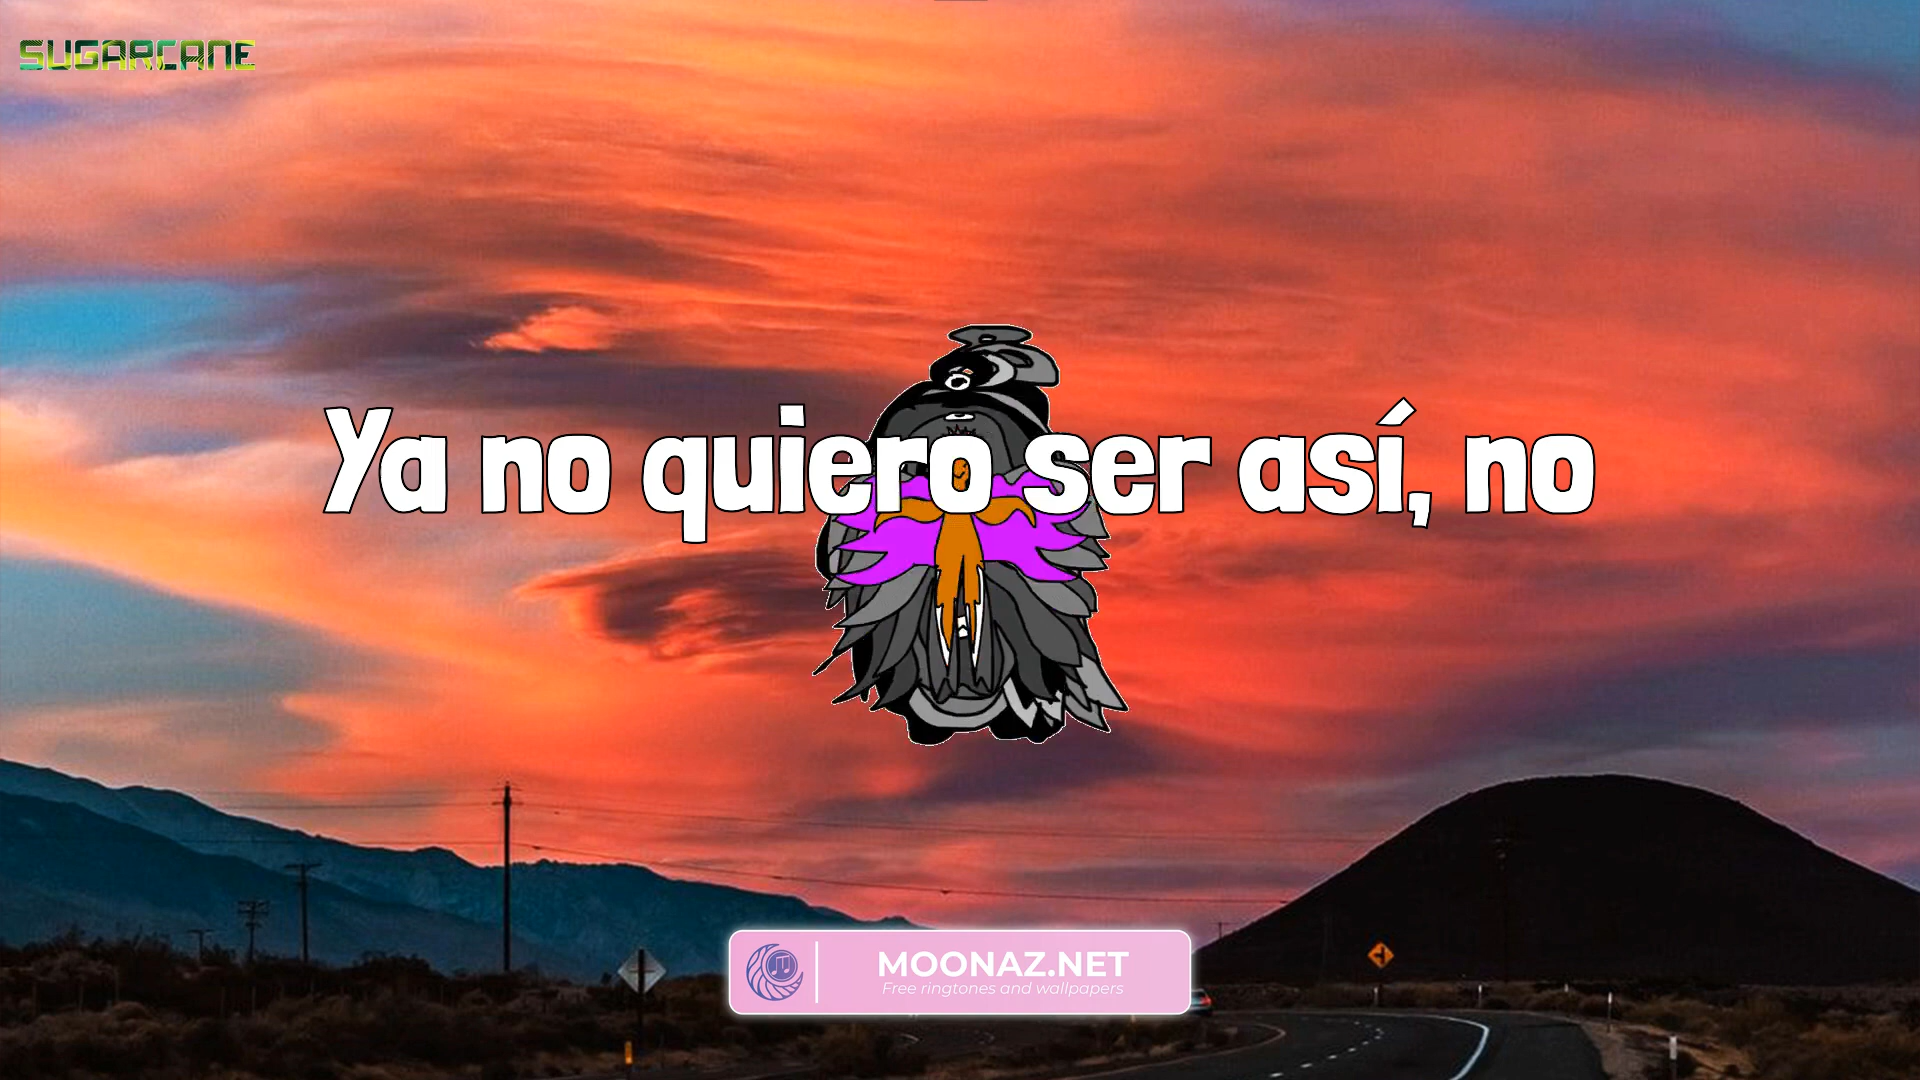 SUGARCANE
Ya no quiero ser así, no
MOONAZ.NET
Free ringtones and wallpapers